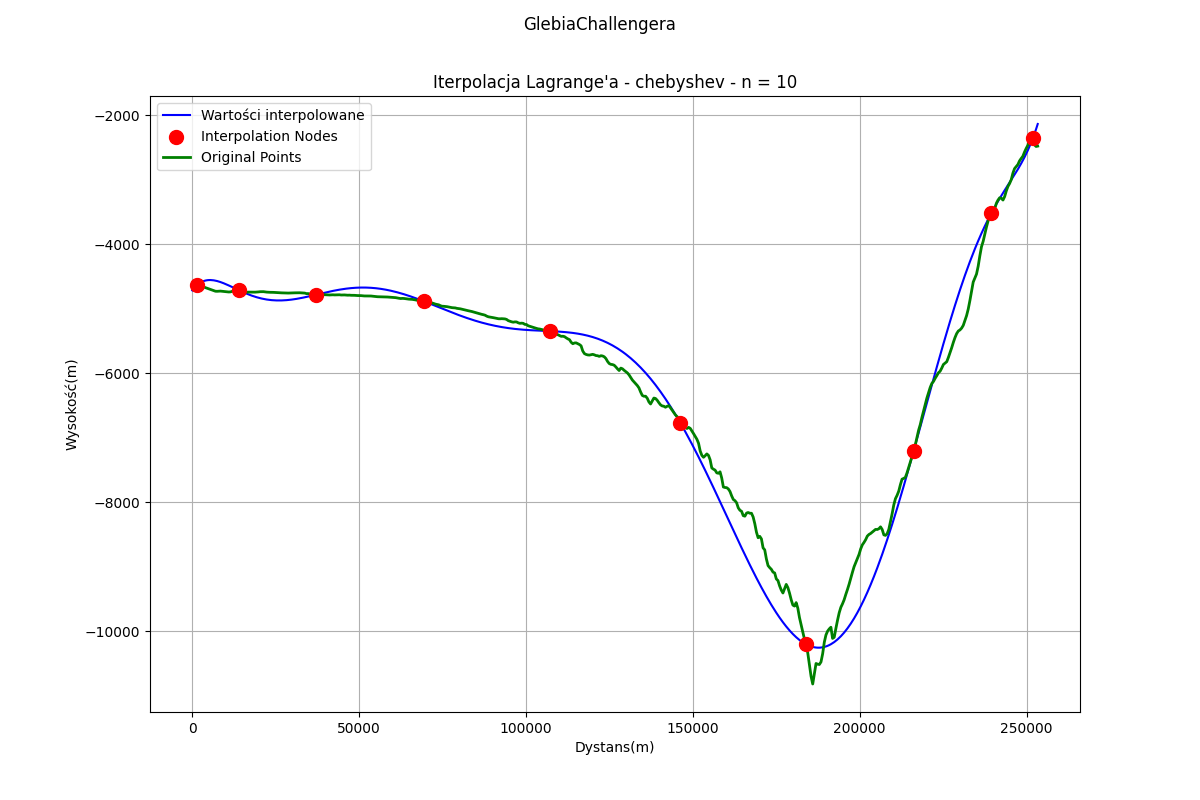 GlebiaChallengera
Iterpolacja Lagrange'a - chebyshev - n = 10
Wartości interpolowane
Interpolation Nodes
Original Points
−2000
−4000
−6000
−8000
−10000
Wysokość(m)
0
50000
100000
150000
200000
250000
Dystans(m)